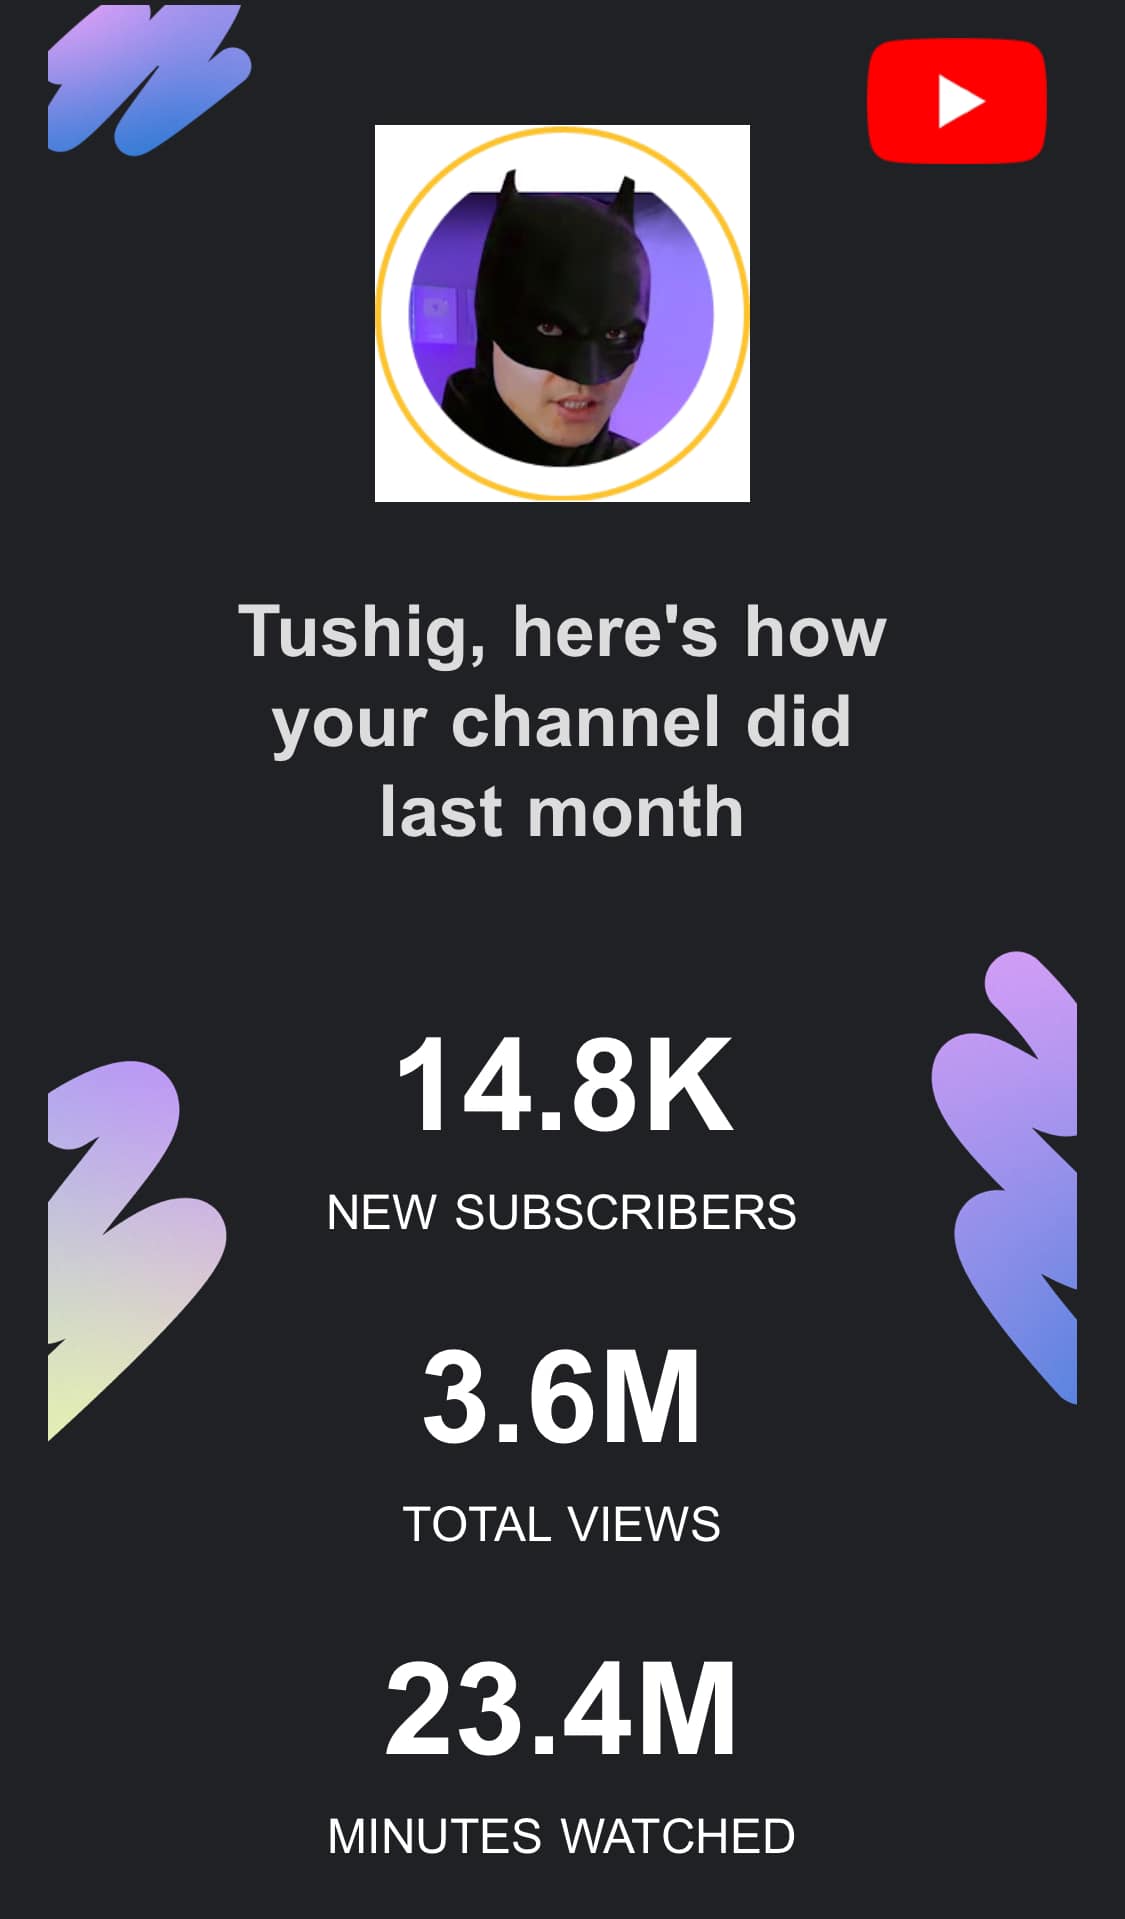 Tushig, here's how
your channel did
last month
14.8K
NEW SUBSCRIBERS
3.6M
TOTAL VIEWS
23.4M
MINUTES WATCHED